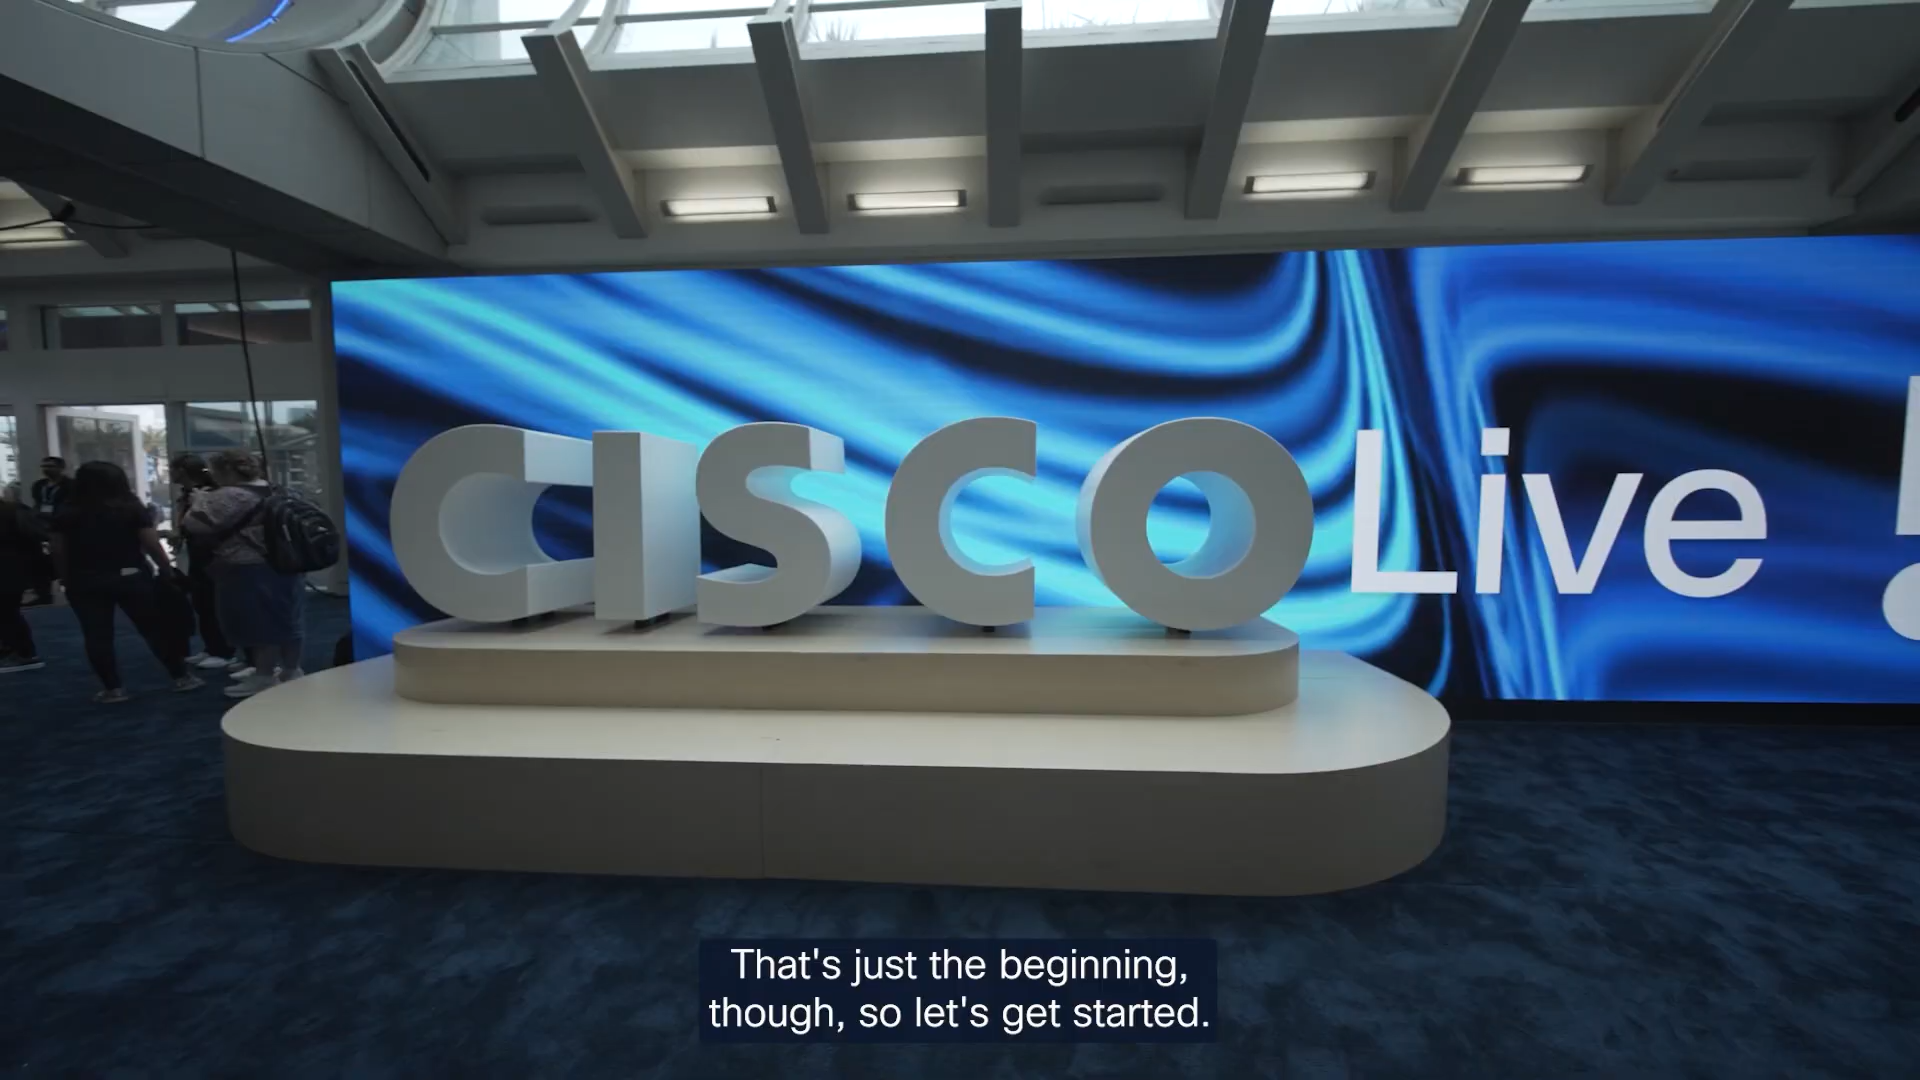 CISCO Live !
That's just the beginning,
though, so let's get started.